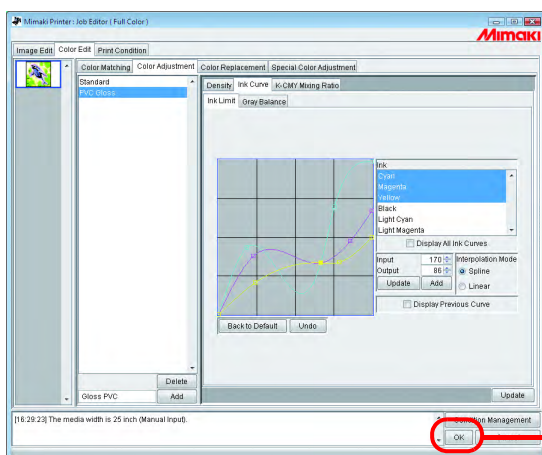 Mimaki Printer : Job Editor ( Full Color )
Mimaki
Image Edit Color Edit Print Condition
Color Matching Color Adjustment Color Replacement Special Color Adjustment
Standard
PVC Gloss
Density Ink Curve K-CMY Mixing Ratio
Ink Limit Gray Balance
Ink
Cyan
Magenta
Yellow
Black
Light Cyan
Light Magenta
Display All Ink Curves
Input 170
Output 86
Update Add
Interpolation Mode
Spline
Linear
Display Previous Curve
Back to Default Undo
Delete
Gloss PVC Add
Update
[16:29:23] The media width is 25 inch (Manual Input).
Management
OK